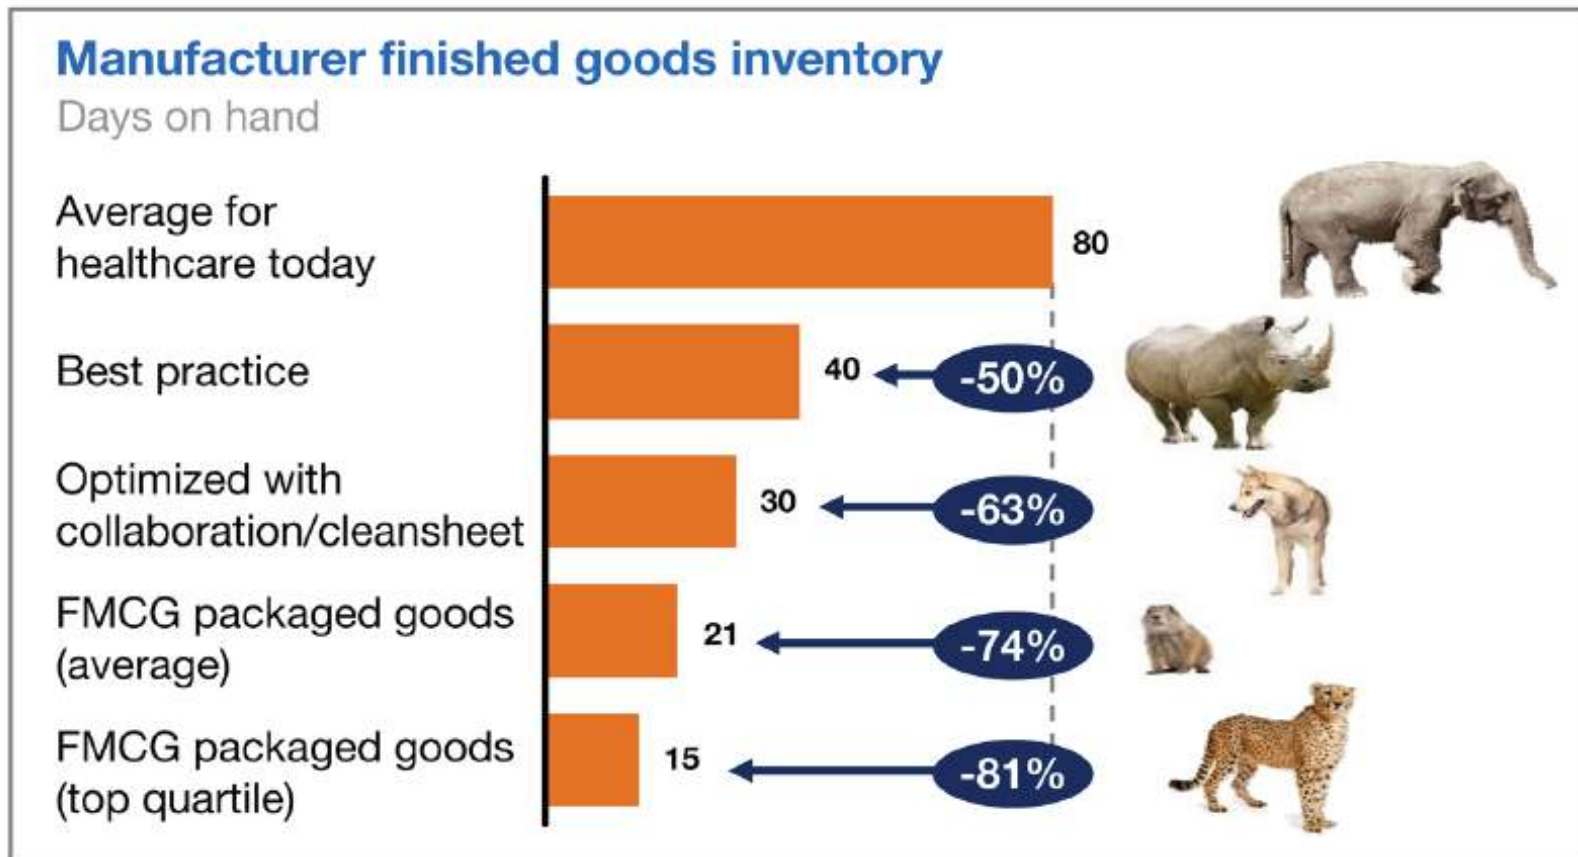 Manufacturer finished goods inventory
Days on hand
Average for
healthcare today
80
Best practice
40
-50%
Optimized with
collaboration/cleansheet
30
-63%
FMCG packaged goods
(average)
21
-74%
FMCG packaged goods
(top quartile)
15
-81%